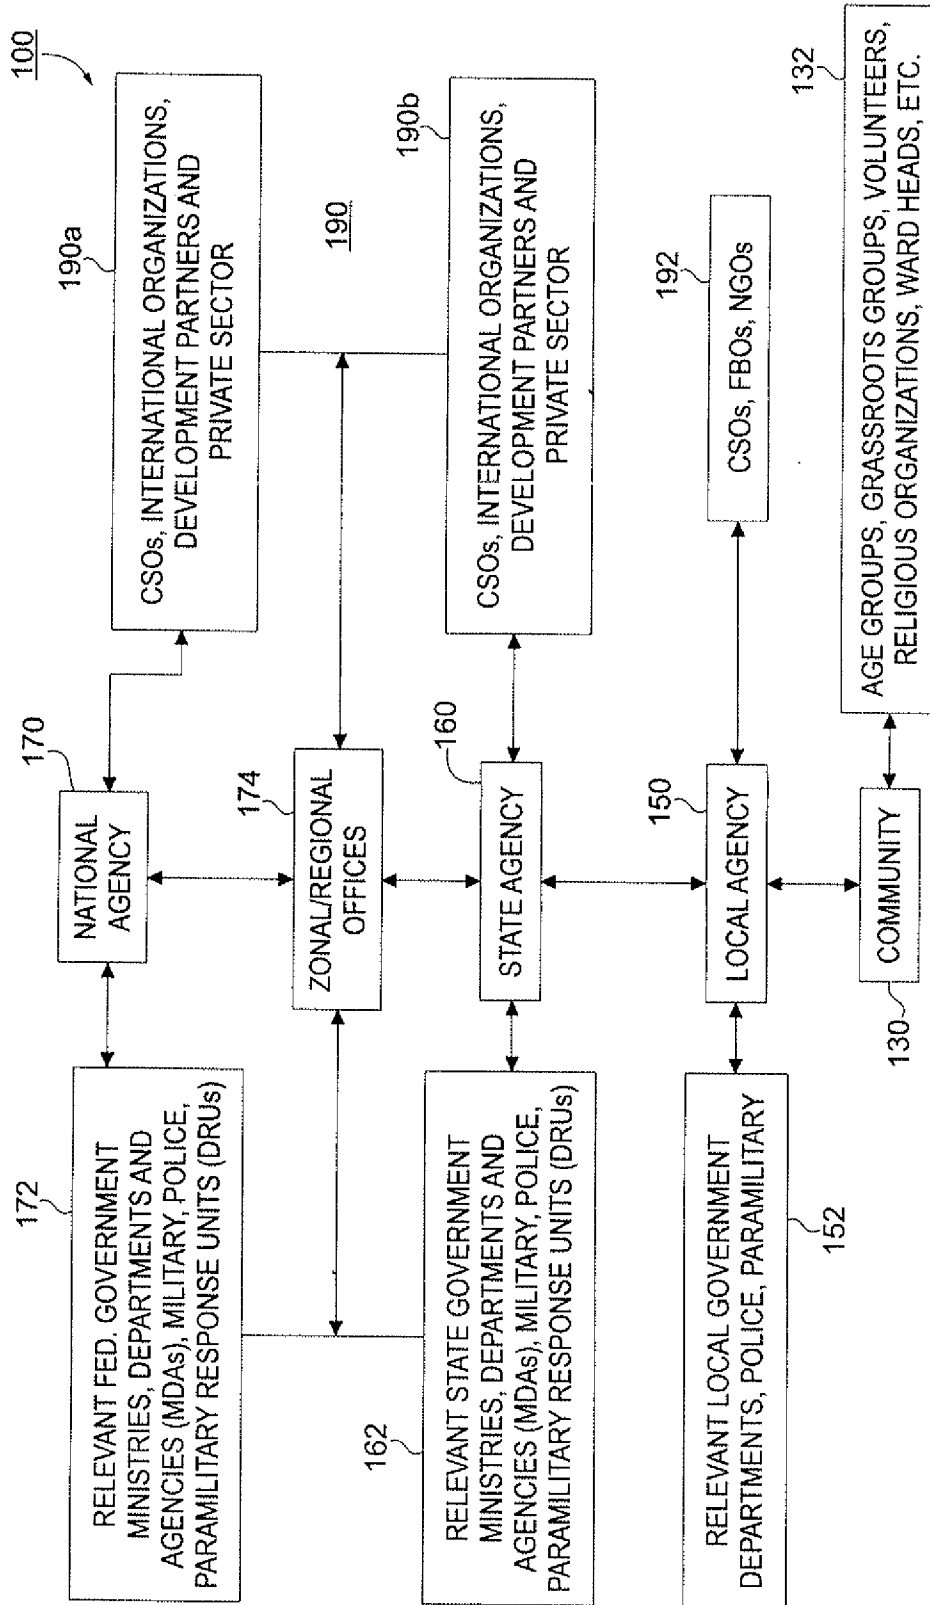 100
172
RELEVANT FED. GOVERNMENT
MINISTRIES, DEPARTMENTS AND
AGENCIES (MDAs), MILITARY, POLICE,
PARAMILITARY RESPONSE UNITS (DRUs)
170
NATIONAL
AGENCY
190a
CSOs, INTERNATIONAL ORGANIZATIONS,
DEVELOPMENT PARTNERS AND
PRIVATE SECTOR
174
ZONAL/REGIONAL
OFFICES
190
162
RELEVANT STATE GOVERNMENT
MINISTRIES, DEPARTMENTS AND
AGENCIES (MDAs), MILITARY, POLICE,
PARAMILITARY RESPONSE UNITS (DRUs)
160
STATE AGENCY
190b
CSOs, INTERNATIONAL ORGANIZATIONS,
DEVELOPMENT PARTNERS AND
PRIVATE SECTOR
RELEVANT LOCAL GOVERNMENT
DEPARTMENTS, POLICE, PARAMILITARY
152
150
LOCAL AGENCY
192
CSOs, FBOs, NGOs
130
COMMUNITY
132
AGE GROUPS, GRASSROOTS GROUPS, VOLUNTEERS,
RELIGIOUS ORGANIZATIONS, WARD HEADS, ETC.